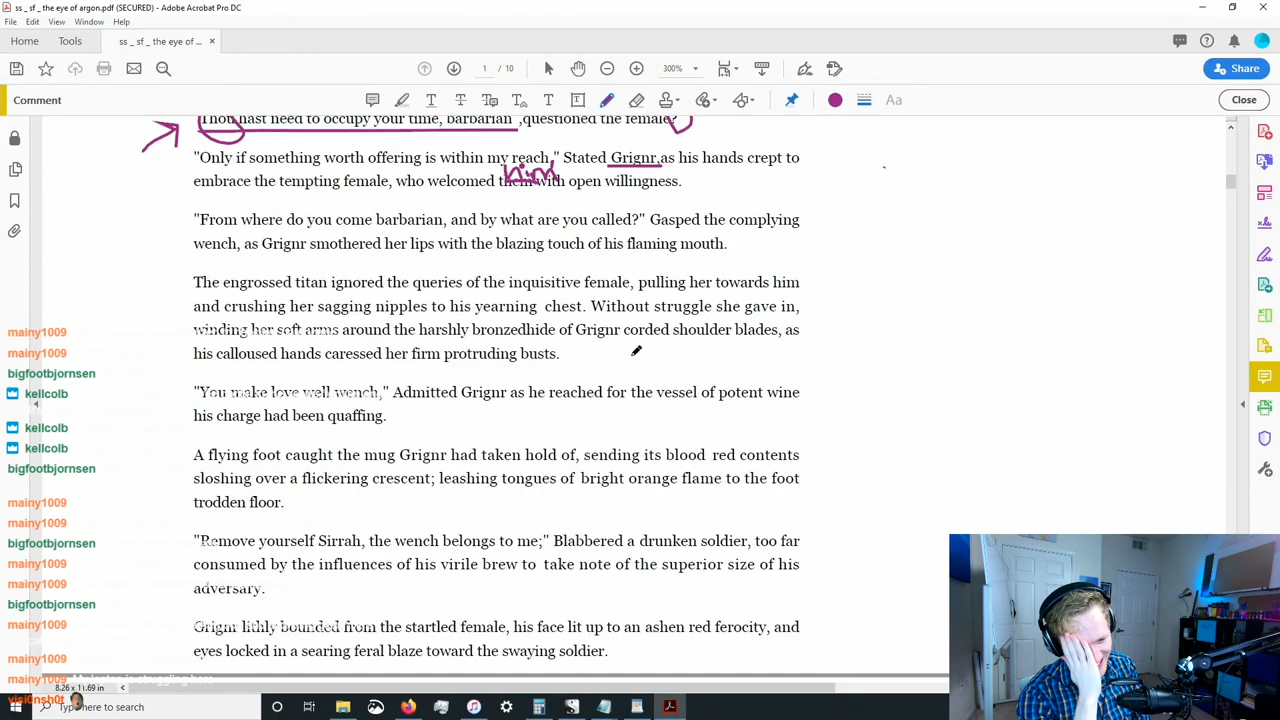 ss _ sf _ the eye of argon.pdf (SECURED) - Adobe Acrobat Pro DC
File Edit View Window Help
Home Tools ss _ sf _ the eye of ar...
1 / 10 300% Share
Comment Aa Close
Thou hast need to occupy your time, barbarian",questioned the female?
"Only if something worth offering is within my reach." Stated Grignr,as his hands crept to
him
embrace the tempting female, who welcomed them with open willingness.
"From where do you come barbarian, and by what are you called?" Gasped the complying
wench, as Grignr smothered her lips with the blazing touch of his flaming mouth.
The engrossed titan ignored the queries of the inquisitive female, pulling her towards him
and crushing her sagging nipples to his yearning chest. Without struggle she gave in,
winding her soft arms around the harshly bronzedhide of Grignr corded shoulder blades, as
his calloused hands caressed her firm protruding busts.
"You make love well wench," Admitted Grignr as he reached for the vessel of potent wine
his charge had been quaffing.
A flying foot caught the mug Grignr had taken hold of, sending its blood red contents
sloshing over a flickering crescent; leashing tongues of bright orange flame to the foot
trodden floor.
"Remove yourself Sirrah, the wench belongs to me;" Blabbered a drunken soldier, too far
consumed by the influences of his virile brew to take note of the superior size of his
adversary.
Grignr lithly bounded from the startled female, his face lit up to an ashen red ferocity, and
eyes locked in a searing feral blaze toward the swaying soldier.
mainy1009
mainy1009
bigfootbjornsen
kellcolb
kellcolb
kellcolb
bigfootbjornsen
mainy1009
mainy1009
bigfootbjornsen
mainy1009
mainy1009
bigfootbjornsen
mainy1009
mainy1009
mainy1009
visi0nsh0t
8.26 x 11.69 in
Type here to search